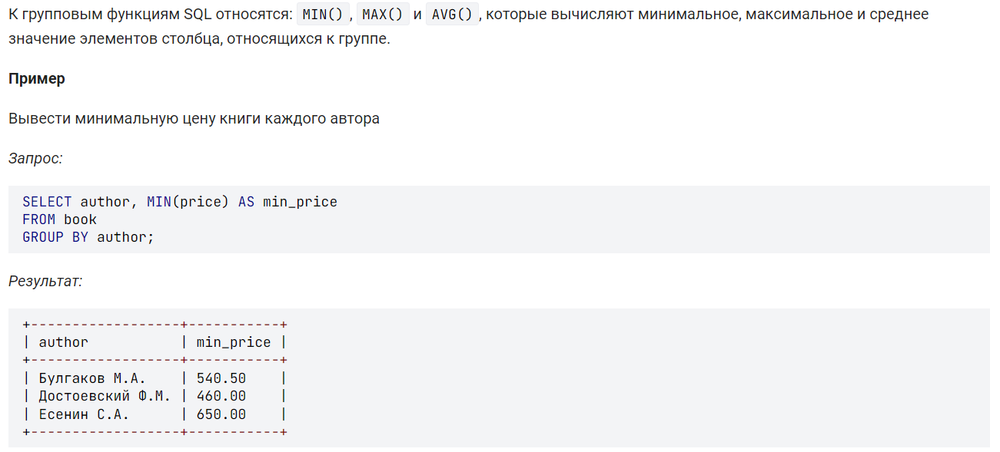 К групповым функциям SQL относятся: MIN(), MAX() и AVG(), которые вычисляют минимальное, максимальное и среднее
значение элементов столбца, относящихся к группе.
Пример
Вывести минимальную цену книги каждого автора
Запрос:
SELECT author, MIN(price) AS min_price
FROM book
GROUP BY author;
Результат:
+------------------+-----------+
| author           | min_price |
+------------------+-----------+
| Булгаков М.А.    | 540.50    |
| Достоевский Ф.М. | 460.00    |
| Есенин С.А.      | 650.00    |
+------------------+-----------+